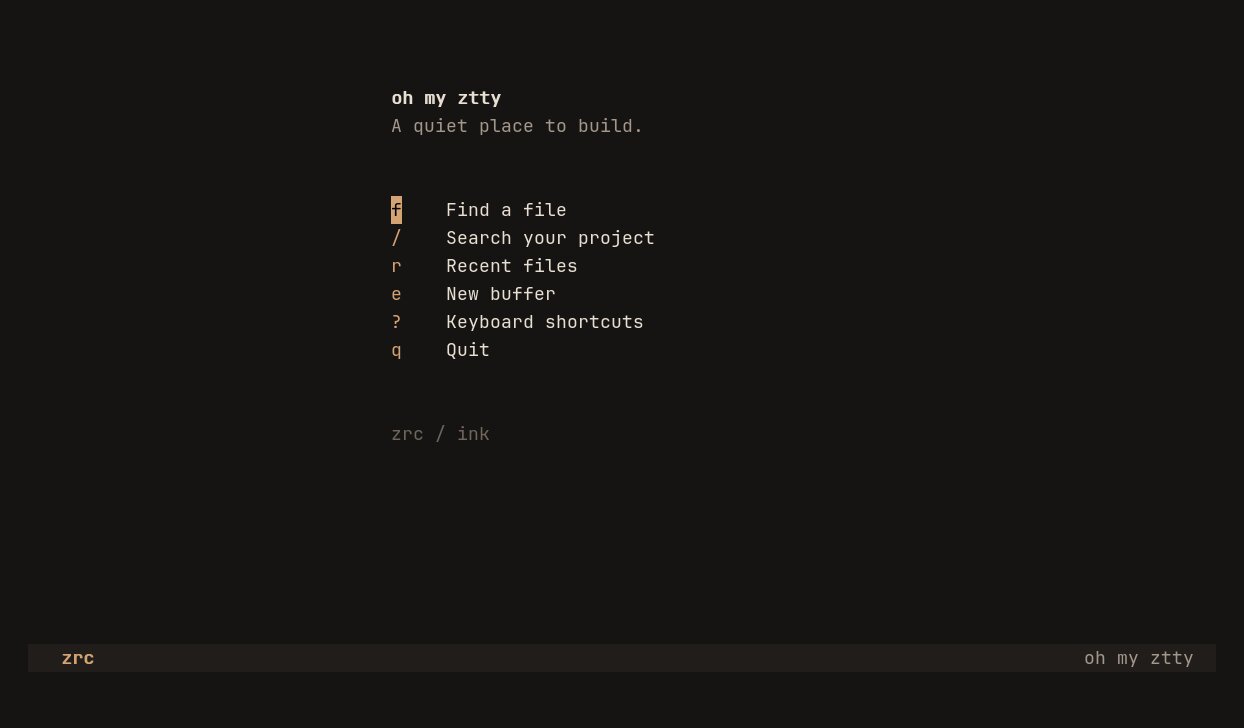 oh my ztty
A quiet place to build.
f    Find a file
/    Search your project
r    Recent files
e    New buffer
?    Keyboard shortcuts
q    Quit
zrc / ink
zrc    oh my ztty